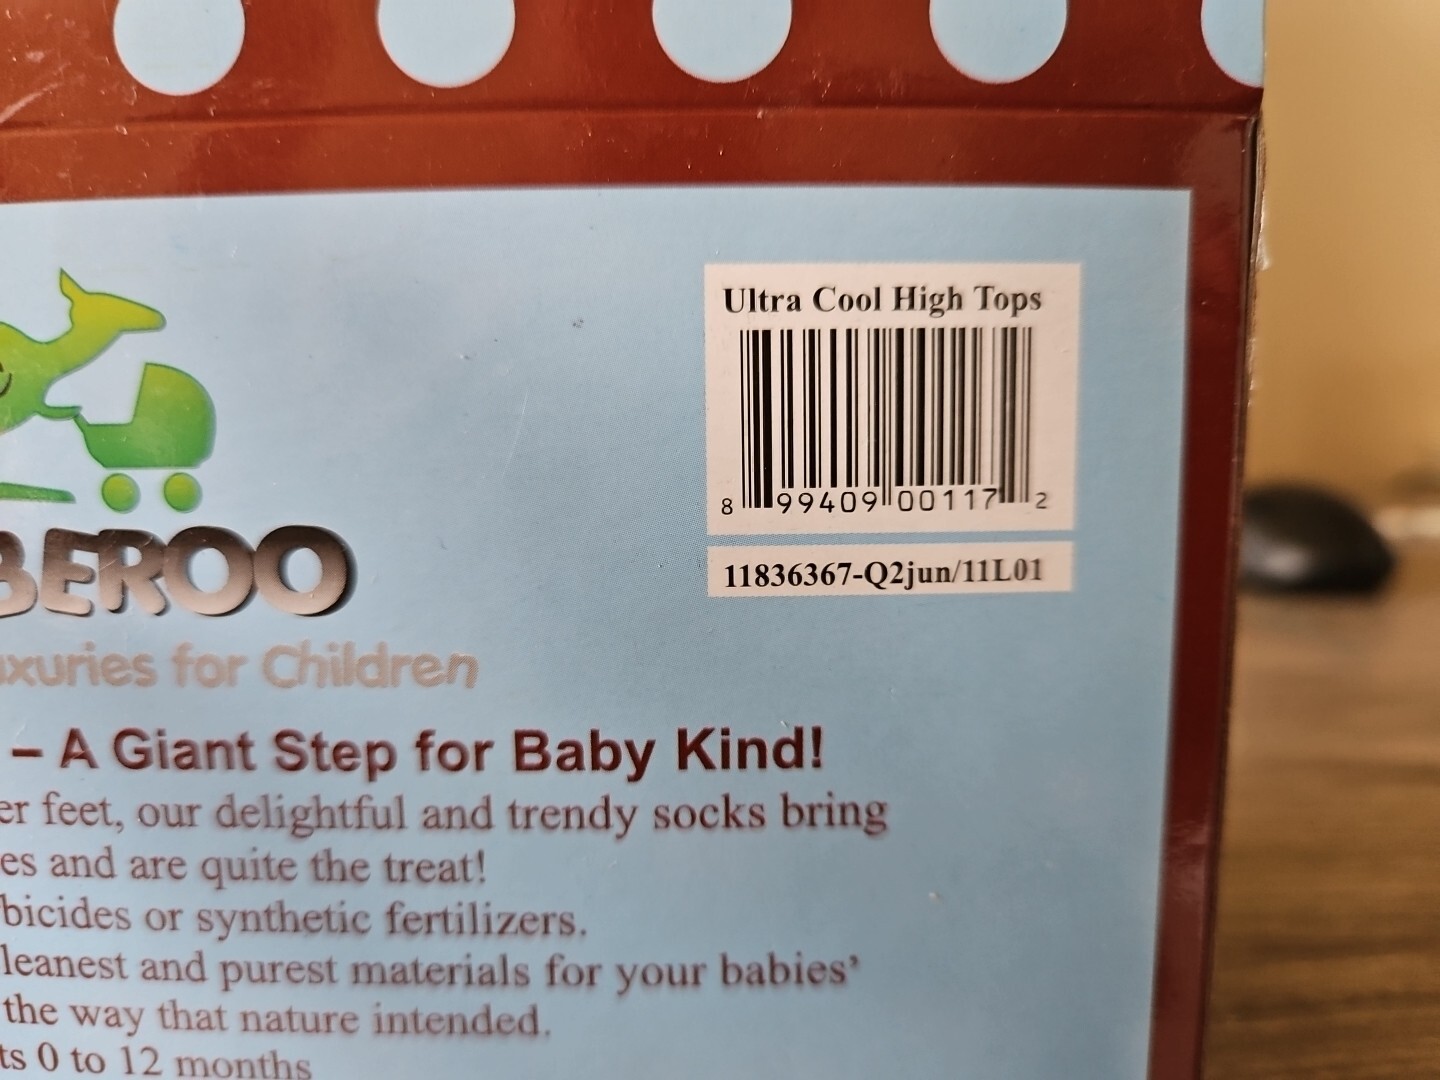 Ultra Cool High Tops
8 99409 00117 2
11836367-Q2jun/11L01
BEROO
uxuries for Children
– A Giant Step for Baby Kind!
er feet, our delightful and trendy socks bring
es and are quite the treat!
bicides or synthetic fertilizers.
leanest and purest materials for your babies’
the way that nature intended.
ts 0 to 12 months